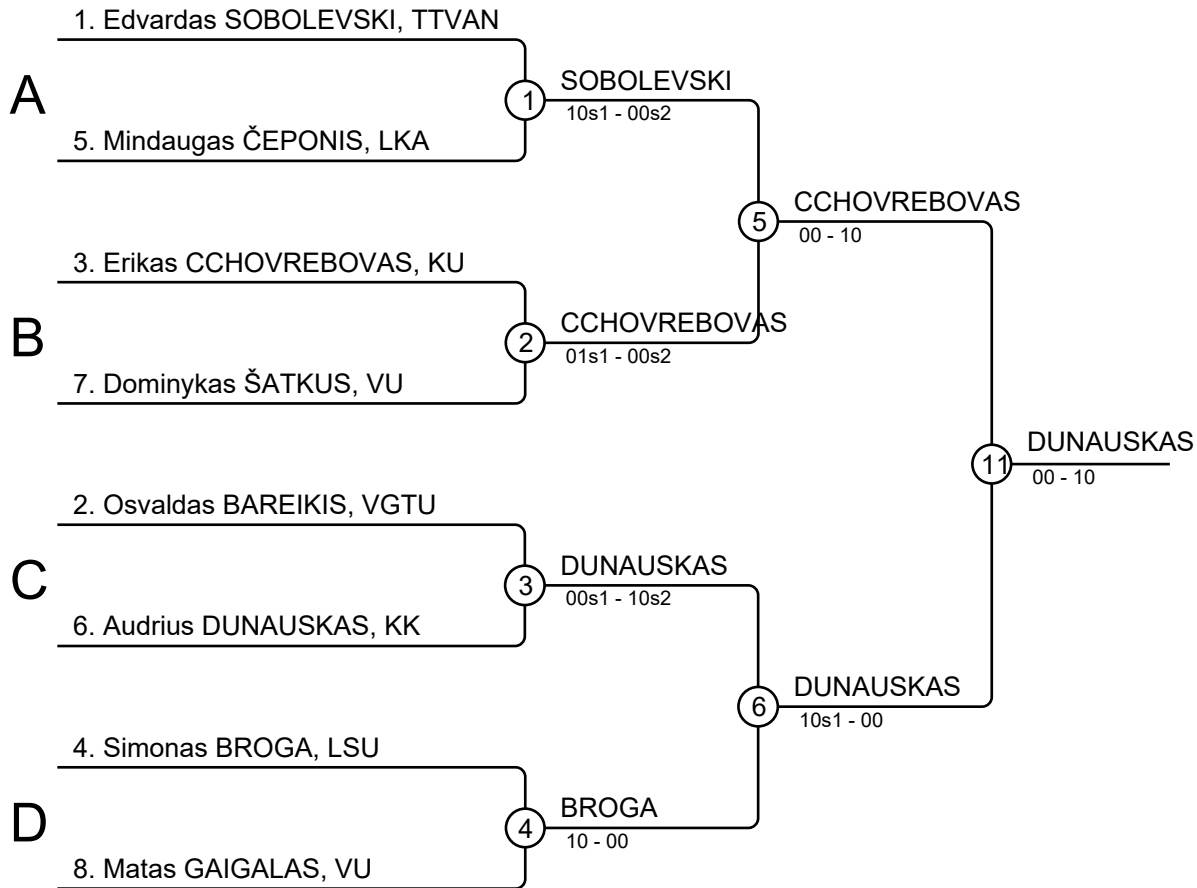 1. Edvardas SOBOLEVSKI, TTVAN
A
1
SOBOLEVSKI
10s1 - 00s2
5. Mindaugas ČEPONIS, LKA
5
CCHOVREBOVAS
00 - 10
3. Erikas CCHOVREBOVAS, KU
B
2
CCHOVREBOVAS
01s1 - 00s2
7. Dominykas ŠATKUS, VU
11
DUNAUSKAS
00 - 10
2. Osvaldas BAREIKIS, VGTU
C
3
DUNAUSKAS
00s1 - 10s2
6. Audrius DUNAUSKAS, KK
6
DUNAUSKAS
10s1 - 00
4. Simonas BROGA, LSU
D
4
BROGA
10 - 00
8. Matas GAIGALAS, VU